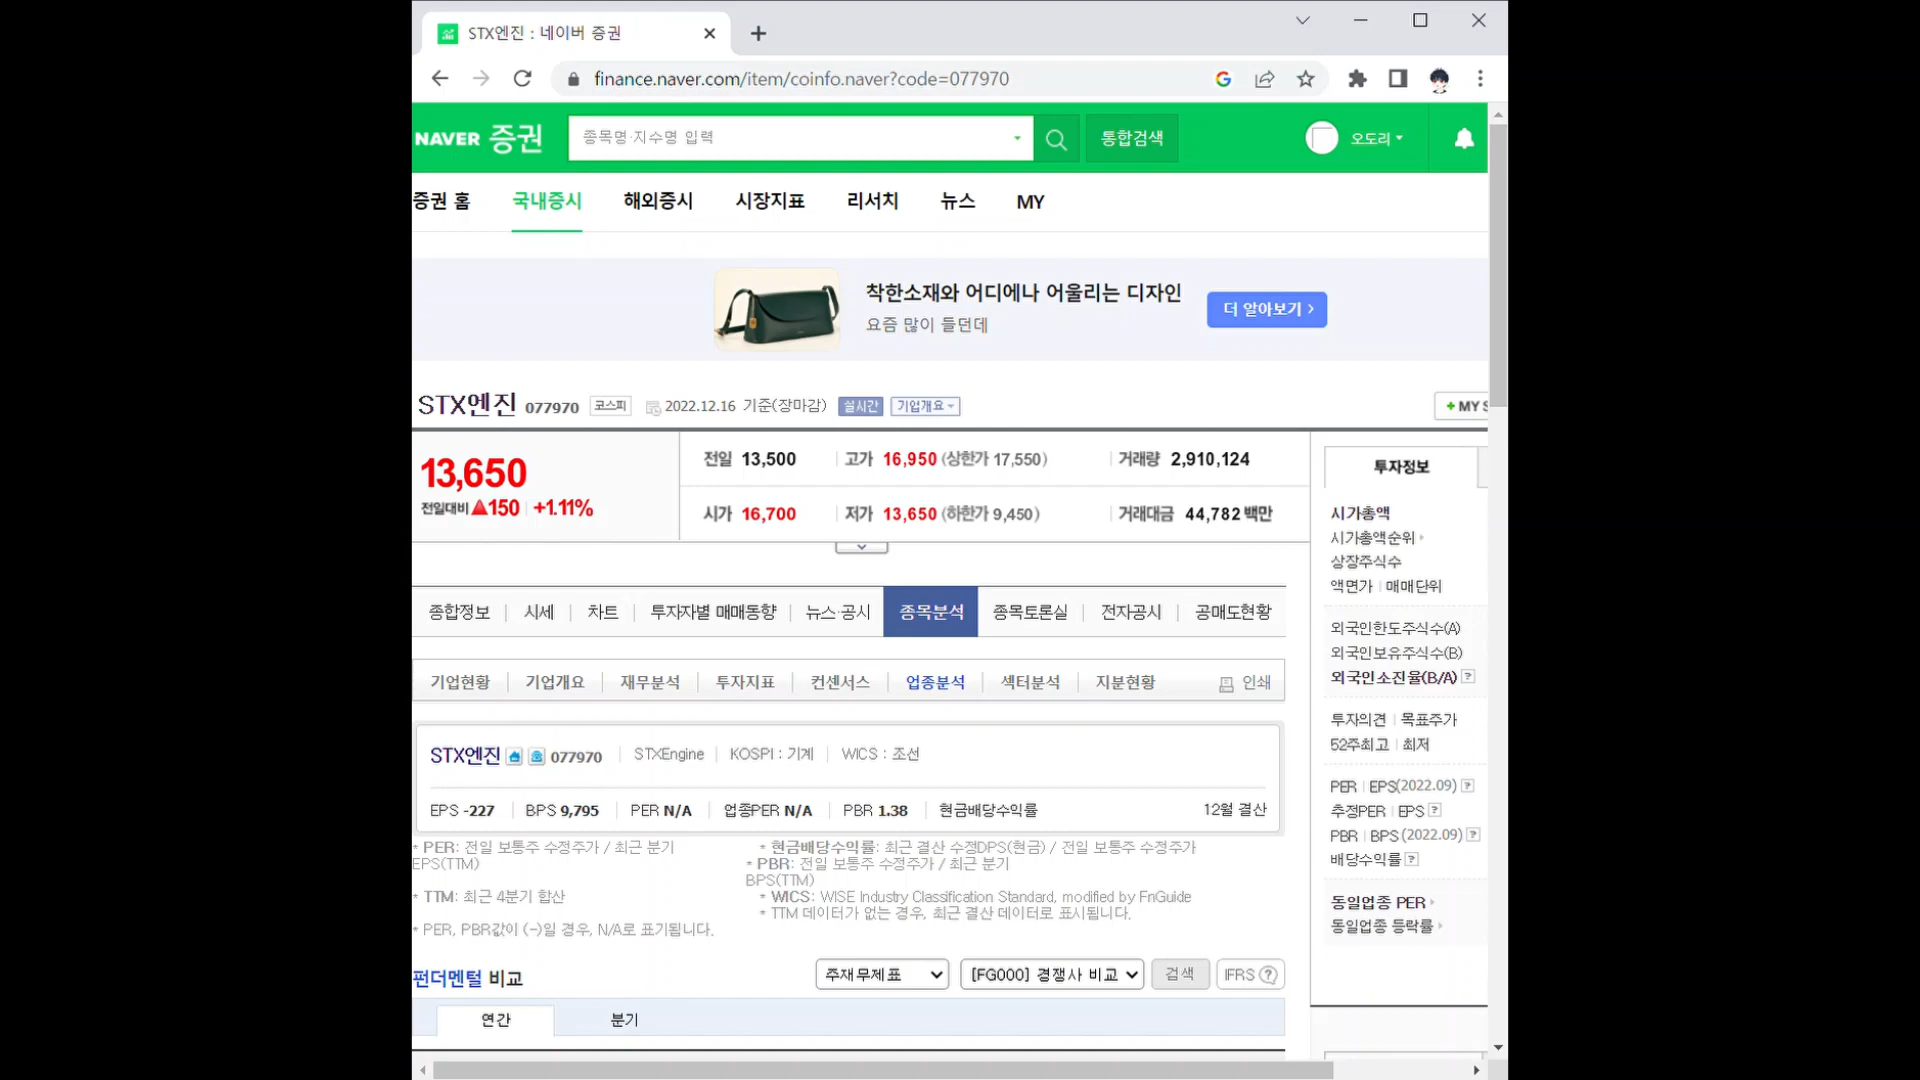 STX엔진 : 네이버 증권
finance.naver.com/item/coinfo.naver?code=077970
NAVER 증권
종목명·지수명 입력
통합검색
오도리
증권 홈 국내증시 해외증시 시장지표 리서치 뉴스 MY
착한소재와 어디에나 어울리는 디자인
요즘 많이 들던데
더 알아보기 >
STX엔진 077970 코스피 2022.12.16 기준(장마감) 실시간 기업개요
+ MY S
13,650
전일대비 ▲150 +1.11%
전일 13,500 고가 16,950 (상한가 17,550) 거래량 2,910,124
시가 16,700 저가 13,650 (하한가 9,450) 거래대금 44,782 백만
종합정보 시세 차트 투자자별 매매동향 뉴스·공시 종목분석 종목토론실 전자공시 공매도현황
기업현황 기업개요 재무분석 투자지표 컨센서스 업종분석 섹터분석 지분현황 인쇄
STX엔진 077970 STXEngine KOSPI : 기계 WICS : 조선
EPS -227 BPS 9,795 PER N/A 업종PER N/A PBR 1.38 현금배당수익률 12월 결산
* PER: 전일 보통주 수정주가 / 최근 분기
EPS(TTM)
* TTM: 최근 4분기 합산
* PER, PBR값이 (-)일 경우, N/A로 표기됩니다.
* 현금배당수익률: 최근 결산 수정DPS(현금) / 전일 보통주 수정주가
* PBR: 전일 보통주 수정주가 / 최근 분기
BPS(TTM)
* WICS: WISE Industry Classification Standard, modified by FnGuide
* TTM 데이터가 없는 경우, 최근 결산 데이터로 표시됩니다.
펀더멘털 비교
주재무제표 [FG000] 경쟁사 비교 검색 IFRS ?
연간 분기
투자정보
시가총액
시가총액순위
상장주식수
액면가 | 매매단위
외국인한도주식수(A)
외국인보유주식수(B)
외국인소진율(B/A) ?
투자의견 | 목표주가
52주최고 | 최저
PER | EPS(2022.09) ?
추정PER | EPS ?
PBR | BPS (2022.09) ?
배당수익률 ?
동일업종 PER
동일업종 등락률